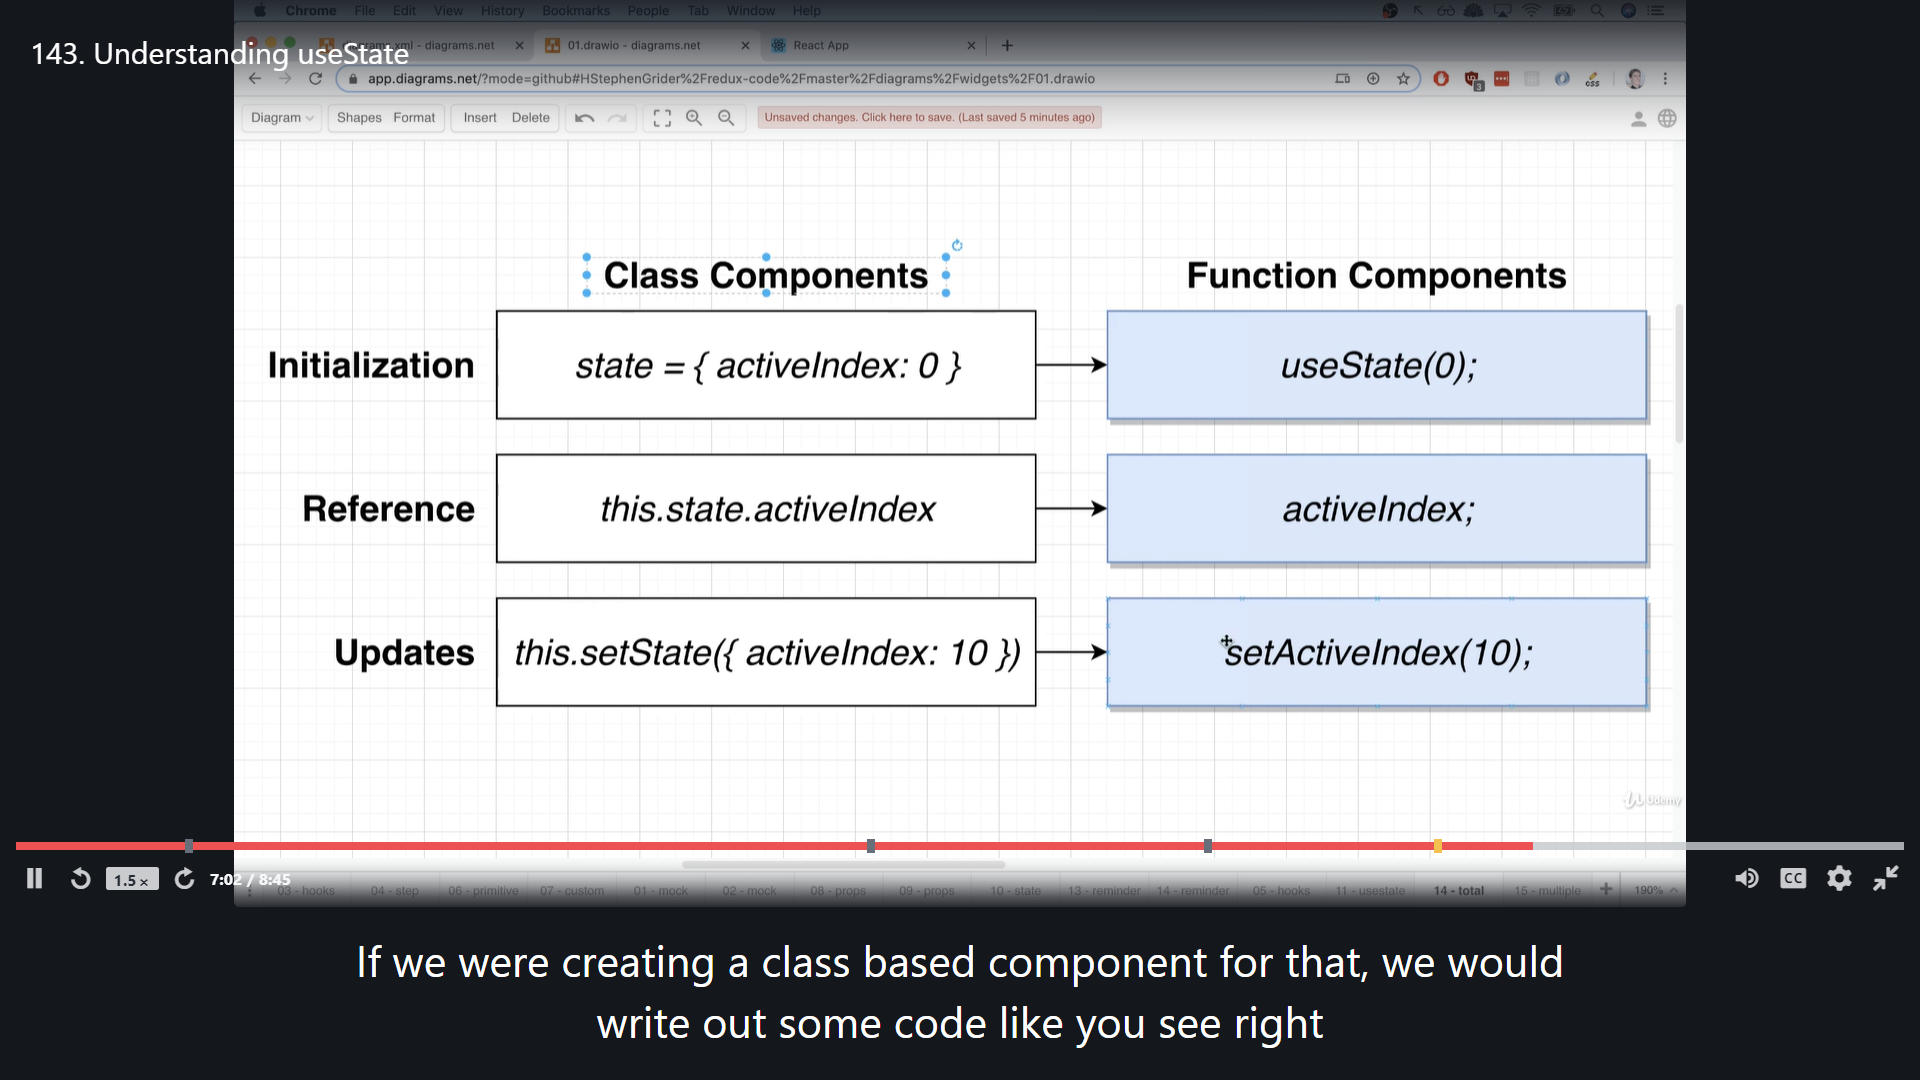 Chrome File Edit View History Bookmarks People Tab Window Help
143. Understanding useState
.xml - diagrams.net
01.drawio - diagrams.net
React App
app.diagrams.net/?mode=github#HStephenGrider%2Fredux-code%2Fmaster%2Fdiagrams%2Fwidgets%2F01.drawio
3
css
Diagram Shapes Format Insert Delete
Unsaved changes. Click here to save. (Last saved 5 minutes ago)
Class Components
Function Components
Initialization
state = { activeIndex: 0 }
useState(0);
Reference
this.state.activeIndex
activeIndex;
Updates
this.setState({ activeIndex: 10 })
setActiveIndex(10);
Udemy
1.5 x
7:02 / 8:45
03 - hooks 04 - step 06 - primitive 07 - custom 01 - mock 02 - mock 08 - props 09 - props 10 - state 13 - reminder 14 - reminder 05 - hooks 11 - usestate 14 - total 15 - multiple 190%
CC
If we were creating a class based component for that, we would
write out some code like you see right